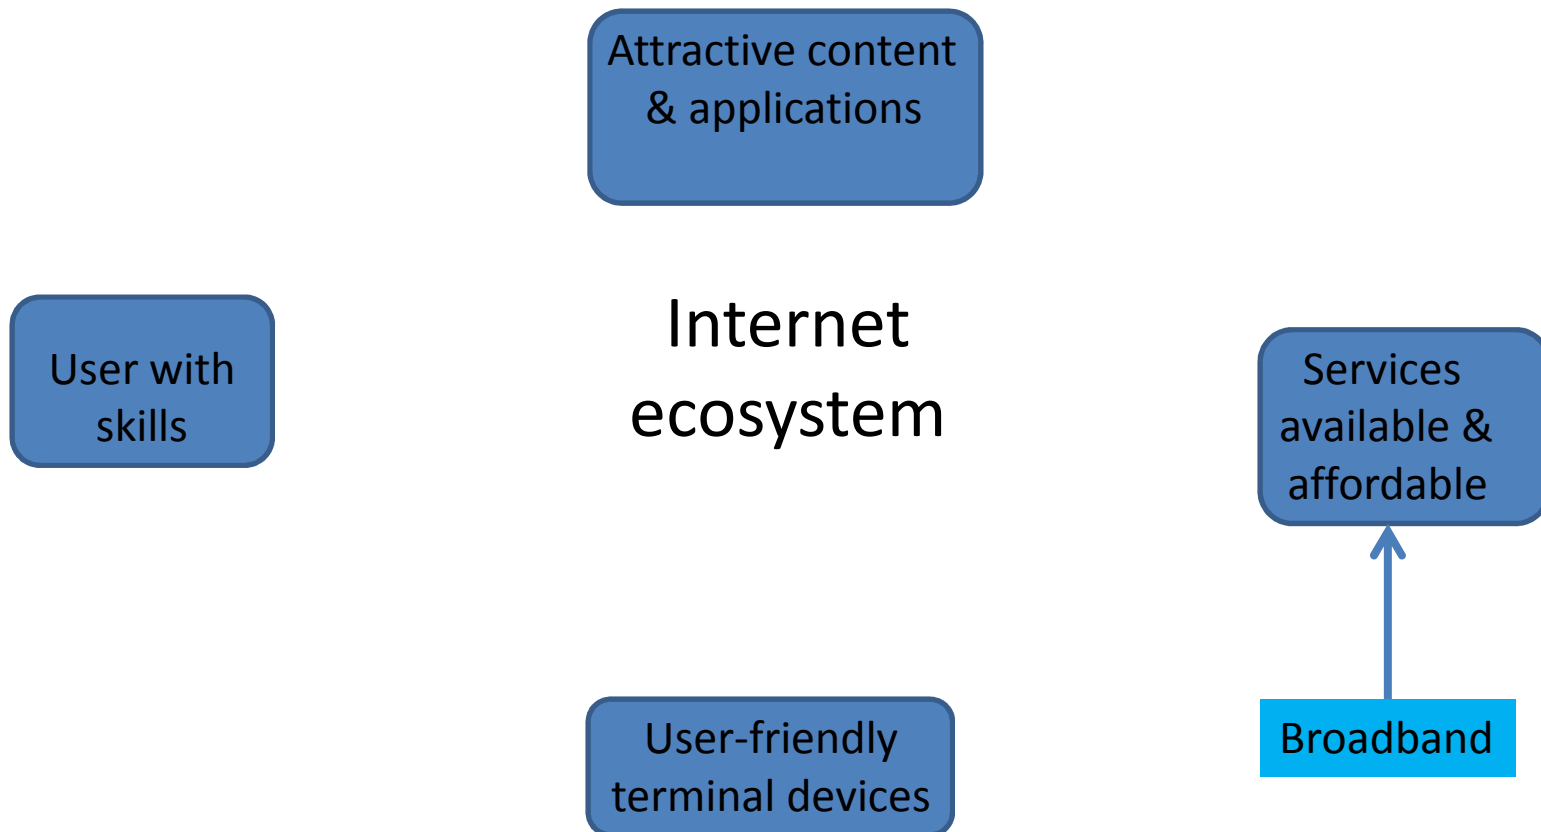 Attractive content
& applications
Internet
ecosystem
User with
skills
Services
available &
affordable
User-friendly
terminal devices
Broadband